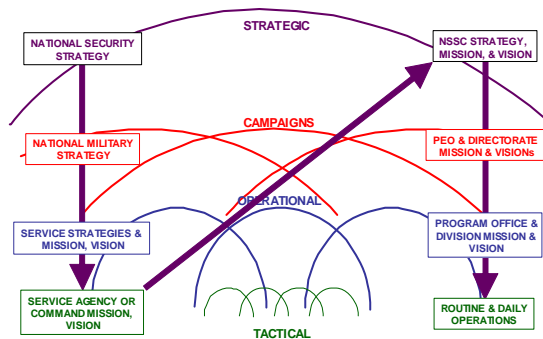 STRATEGIC
NATIONAL SECURITY
STRATEGY
NSSC STRATEGY,
MISSION, & VISION
CAMPAIGNS
NATIONAL MILITARY
STRATEGY
PEO & DIRECTORATE
MISSION & VISIONs
OPERATIONAL
SERVICE STRATEGIES &
MISSION, VISION
PROGRAM OFFICE &
DIVISION MISSION &
VISION
SERVICE AGENCY OR
COMMAND MISSION,
VISION
ROUTINE & DAILY
OPERATIONS
TACTICAL